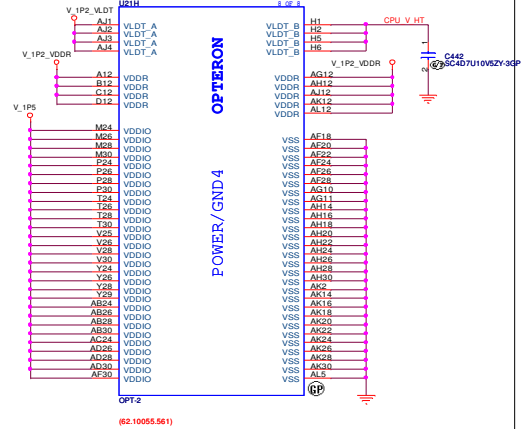 U21H 8 OF 8
V_1P2_VLDT
AJ1 VLDT_A VLDT_B H1 CPU_V_HT
AJ2 VLDT_A VLDT_B H2
AJ3 VLDT_A VLDT_B H5
AJ4 VLDT_A VLDT_B H6
1
C442
SC4D7U10V5ZY-3GP
2
V_1P2_VDDR V_1P2_VDDR
A12 VDDR VDDR AG12
B12 VDDR VDDR AH12
C12 VDDR VDDR AJ12
D12 VDDR VDDR AK12
VDDR AL12
OPTERON
POWER/GND4
V_1P5
M24 VDDIO VSS AF18
M26 VDDIO VSS AF20
M28 VDDIO VSS AF22
M30 VDDIO VSS AF24
P24 VDDIO VSS AF26
P26 VDDIO VSS AF28
P28 VDDIO VSS AG10
P30 VDDIO VSS AG11
T24 VDDIO VSS AH14
T26 VDDIO VSS AH16
T28 VDDIO VSS AH18
T30 VDDIO VSS AH20
V25 VDDIO VSS AH22
V26 VDDIO VSS AH24
V28 VDDIO VSS AH26
V30 VDDIO VSS AH28
Y24 VDDIO VSS AH30
Y26 VDDIO VSS AK2
Y28 VDDIO VSS AK14
Y29 VDDIO VSS AK16
AB24 VDDIO VSS AK18
AB26 VDDIO VSS AK20
AB28 VDDIO VSS AK22
AB30 VDDIO VSS AK24
AC24 VDDIO VSS AK26
AD26 VDDIO VSS AK28
AD28 VDDIO VSS AK30
AD30 VDDIO VSS AL5
AF30 VDDIO
GP
OPT-2
(62.10055.561)